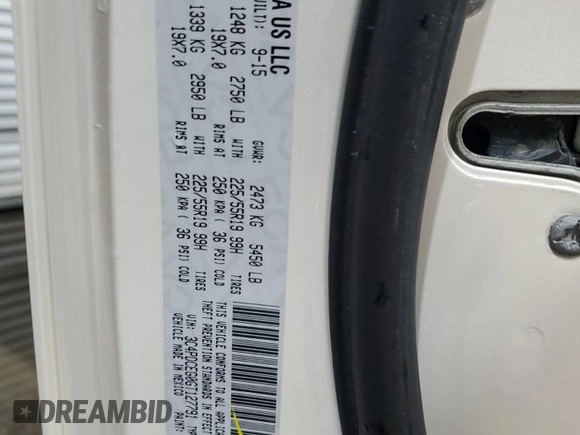 A US LLC
UILT): 9-15 GVWR: 2473 KG 5450 LB
1248 KG 2750 LB WITH 225/55R19 99H TIRES
19X7.0 RIMS AT 250 KPA ( 36 PSI) COLD
1339 KG 2950 LB WITH 225/55R19 99H TIRES
19X7.0 RIMS AT 250 KPA ( 36 PSI) COLD
THIS VEHICLE CONFORMS TO ALL
THEFT PREVENTION STANDARDS IN EFFECT
VIN: 3C4PDCEG9GT127791
VEHICLE MADE IN MEXICO PAINT:
DREAMBID